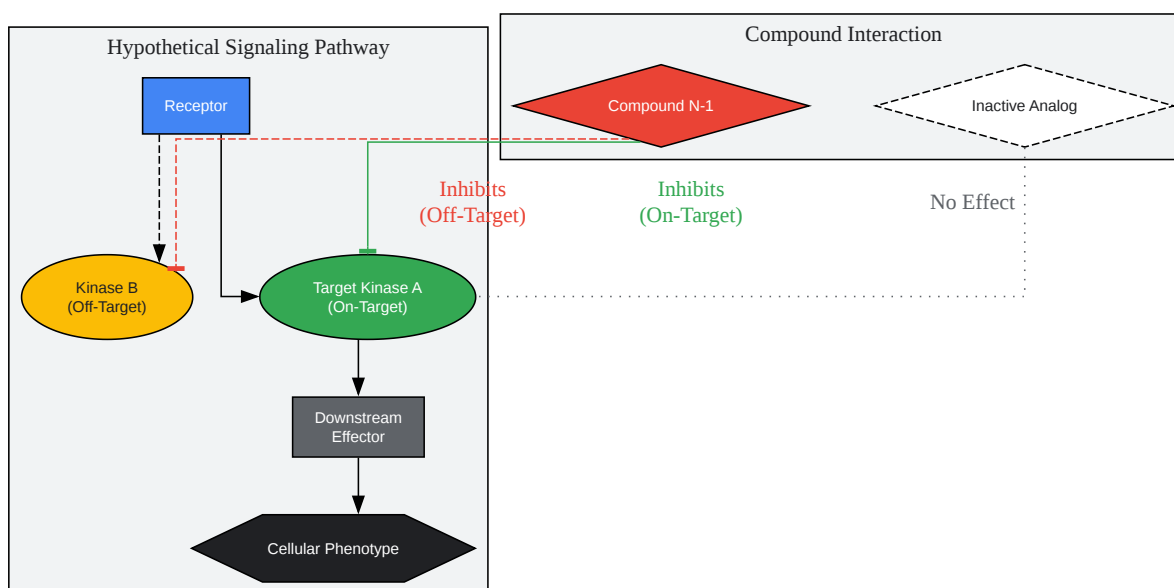 Hypothetical Signaling Pathway
Compound Interaction
Receptor
Compound N-1
Inactive Analog
Inhibits
(Off-Target)
Inhibits
(On-Target)
No Effect
Kinase B
(Off-Target)
Target Kinase A
(On-Target)
Downstream
Effector
Cellular Phenotype